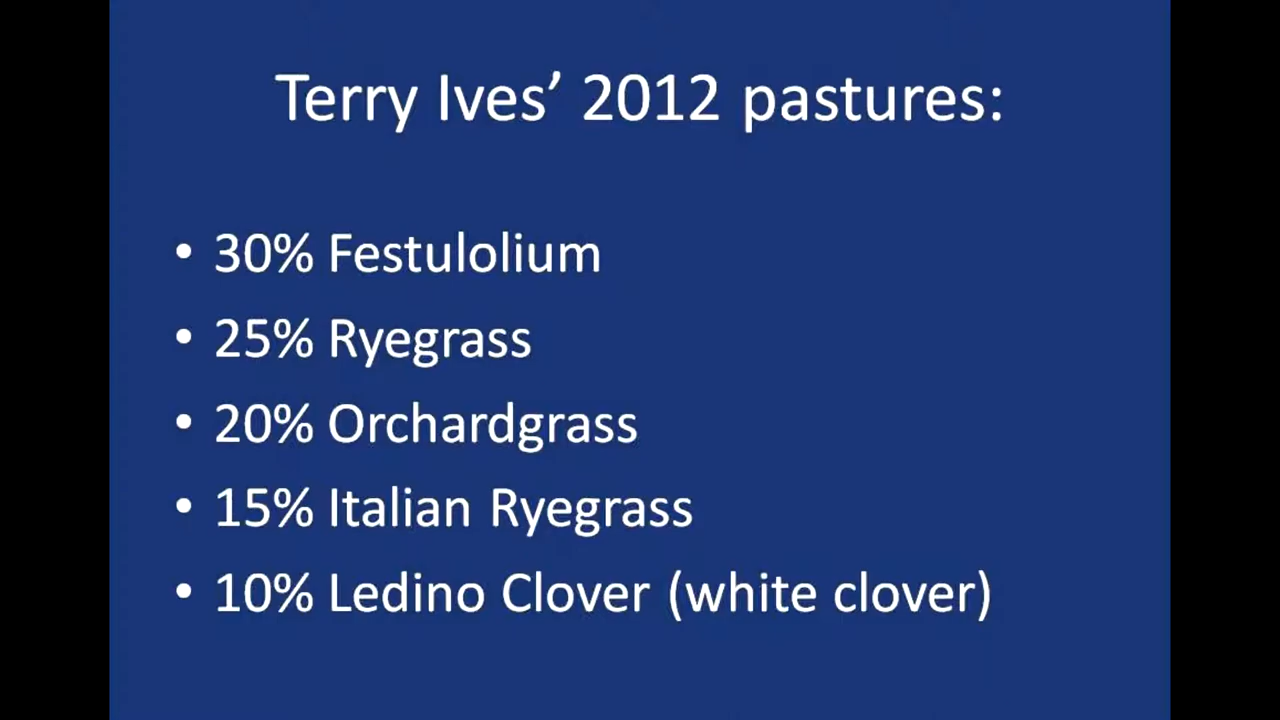 Terry Ives’ 2012 pastures:
• 30% Festulolium
• 25% Ryegrass
• 20% Orchardgrass
• 15% Italian Ryegrass
• 10% Ledino Clover (white clover)